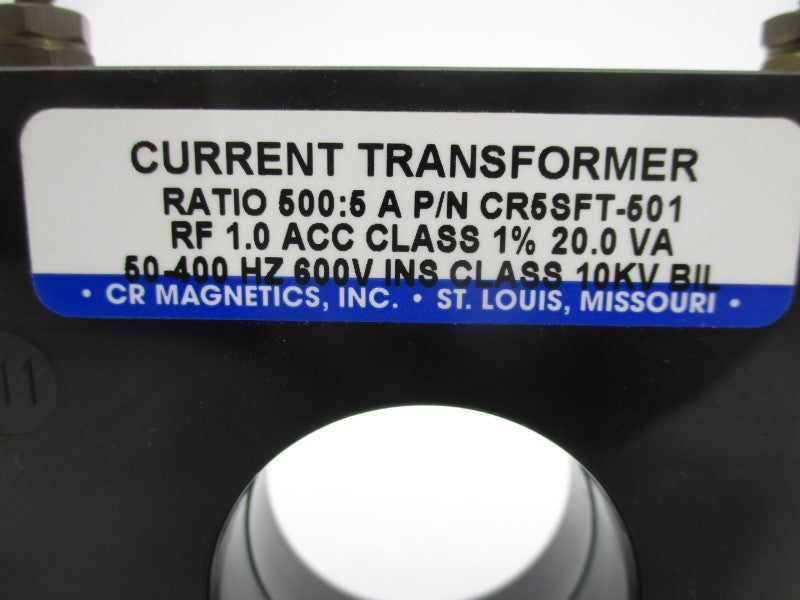 CURRENT TRANSFORMER
RATIO 500:5 A P/N CR5SFT-501
RF 1.0 ACC CLASS 1% 20.0 VA
50-400 HZ 600V INS CLASS 10KV BIL
• CR MAGNETICS, INC. • ST. LOUIS, MISSOURI •
11